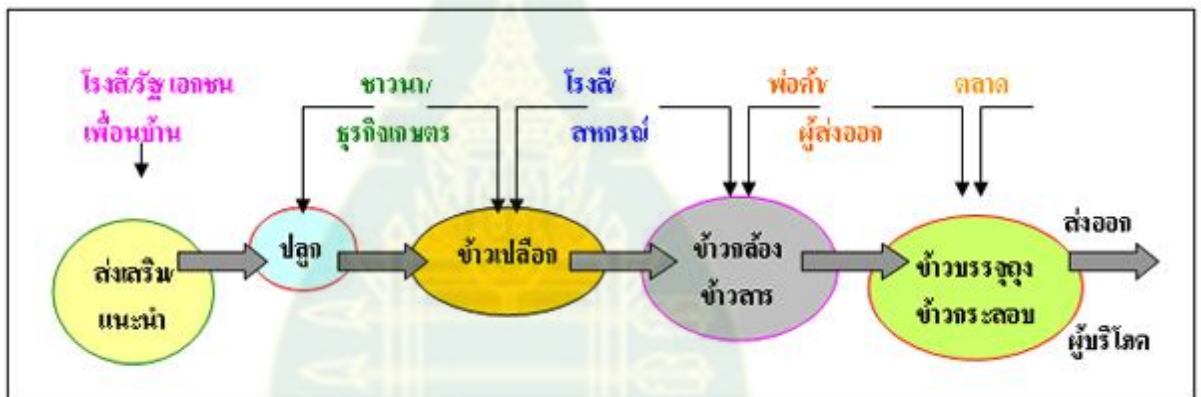 โรงสี/รัฐ/เอกชน
เพื่อนบ้าน
ชาวนา/
ธุรกิจเกษตร
โรงสี/
สหกรณ์
พ่อค้า/
ผู้ส่งออก
ตลาด
ส่งเสริม/
แนะนำ
ปลูก
ข้าวเปลือก
ข้าวกล้อง
ข้าวสาร
ข้าวบรรจุถุง
ข้าวกระสอบ
ส่งออก
ผู้บริโภค